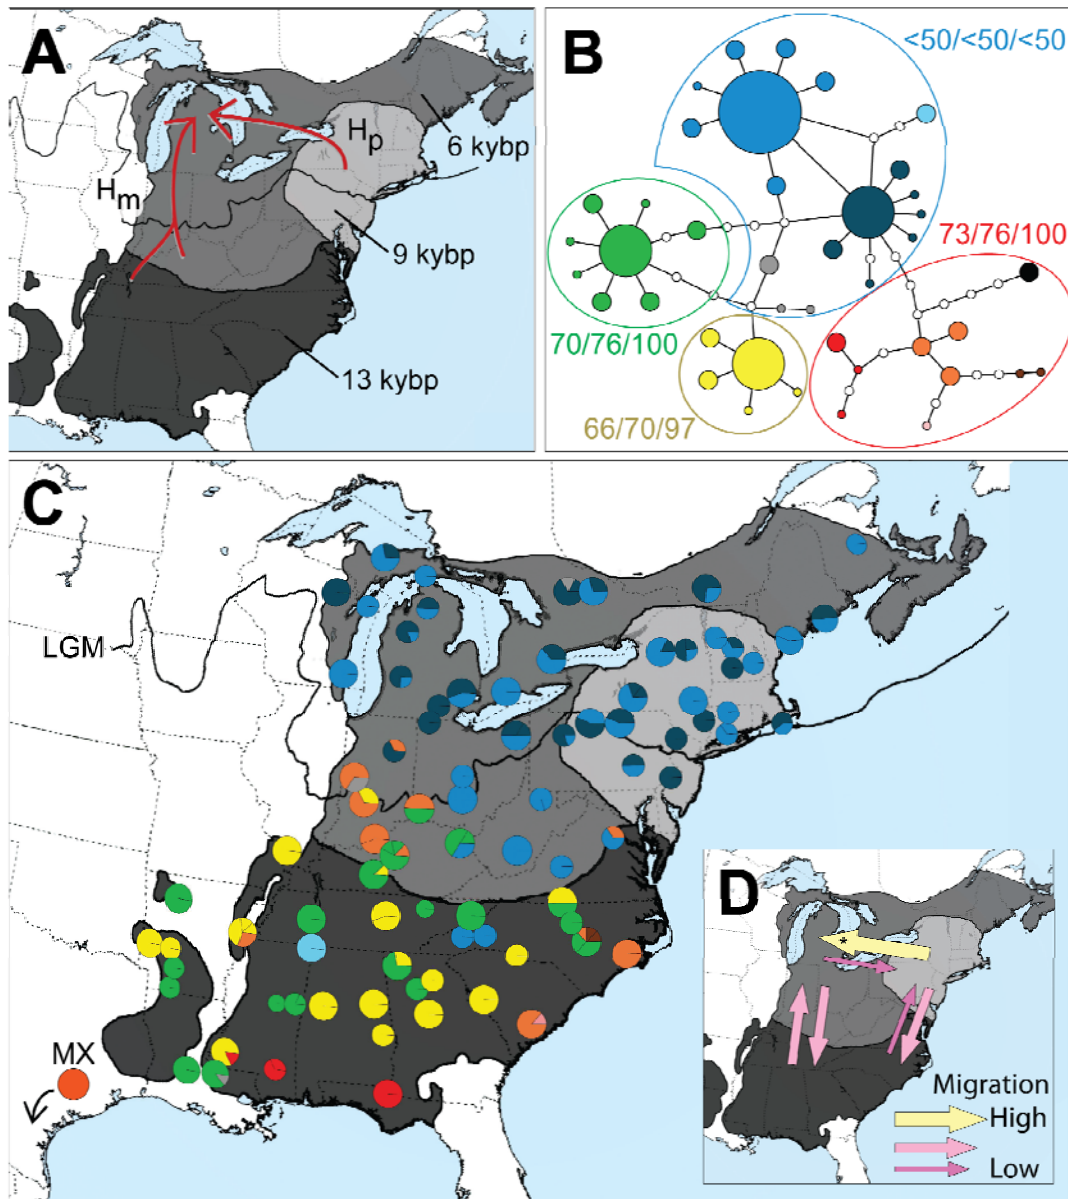 A
Hp
Hm
6 kybp
9 kybp
13 kybp
B
<50/<50/<50
73/76/100
70/76/100
66/70/97
C
LGM
MX
D
*
Migration
High
Low